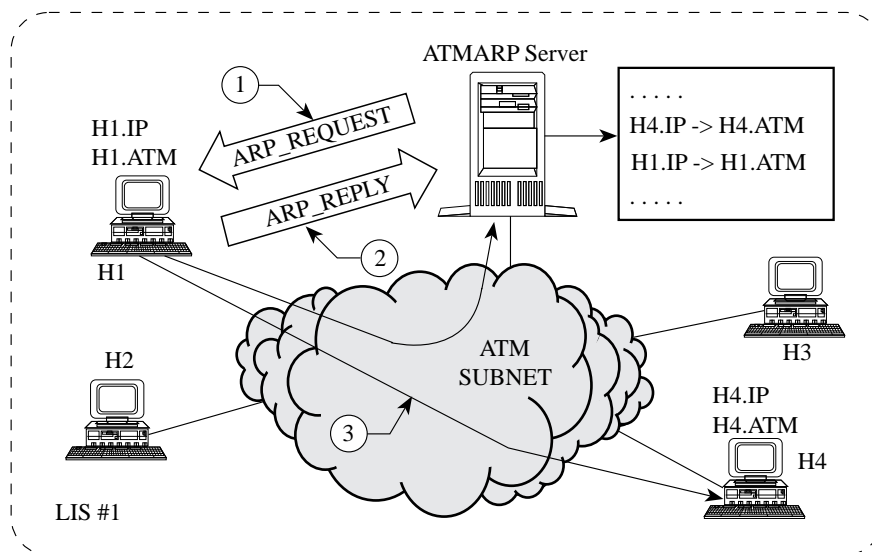 ATMARP Server
1
ARP_REQUEST
H1.IP
H1.ATM
. . . . .
H4.IP -> H4.ATM
H1.IP -> H1.ATM
. . . . .
ARP_REPLY
2
H1
ATM
SUBNET
H3
H2
3
H4.IP
H4.ATM
H4
LIS #1